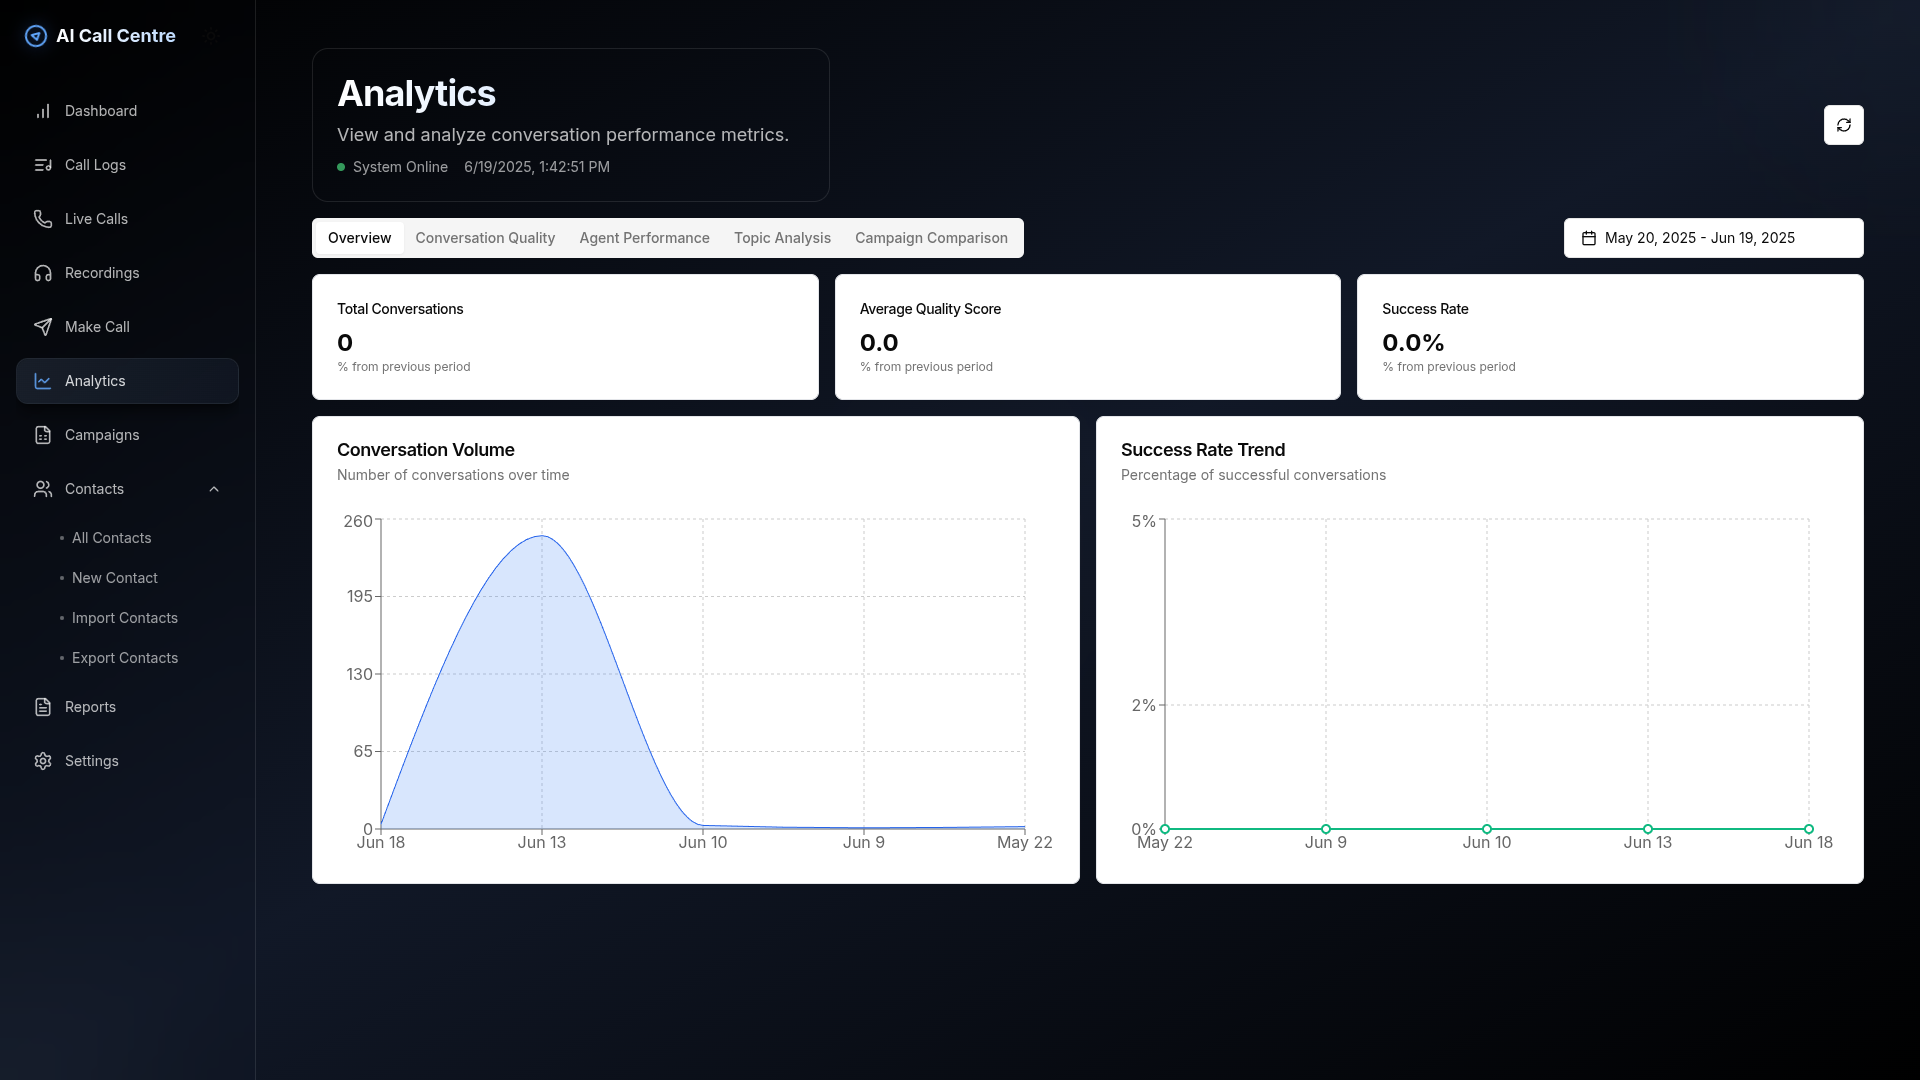 AI Call Centre
Dashboard
Call Logs
Live Calls
Recordings
Make Call
Analytics
Campaigns
Contacts
All Contacts
New Contact
Import Contacts
Export Contacts
Reports
Settings
Analytics
View and analyze conversation performance metrics.
System Online 6/19/2025, 1:42:51 PM
Overview Conversation Quality Agent Performance Topic Analysis Campaign Comparison
May 20, 2025 - Jun 19, 2025
Total Conversations
0
% from previous period
Average Quality Score
0.0
% from previous period
Success Rate
0.0%
% from previous period
Conversation Volume
Number of conversations over time
260
195
130
65
0
Jun 18 Jun 13 Jun 10 Jun 9 May 22
Success Rate Trend
Percentage of successful conversations
5%
2%
0%
May 22 Jun 9 Jun 10 Jun 13 Jun 18